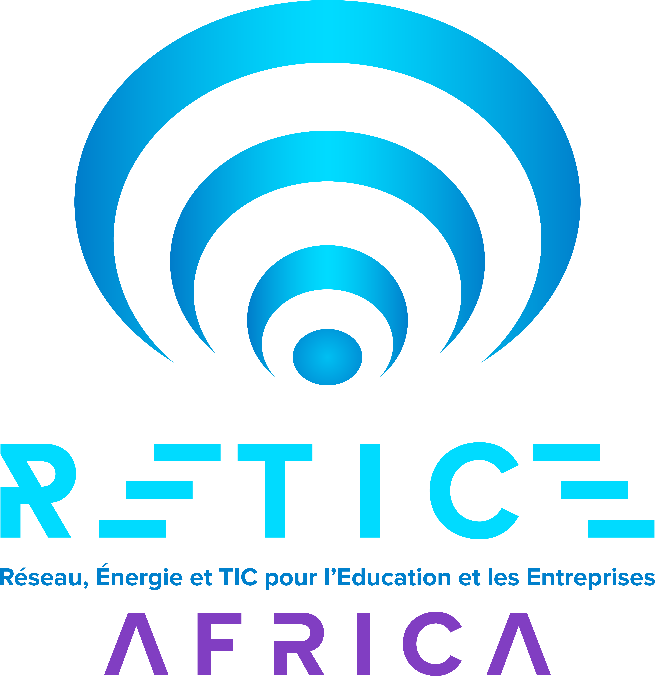 RETICE
Réseau, Énergie et TIC pour l'Education et les Entreprises
AFRICA